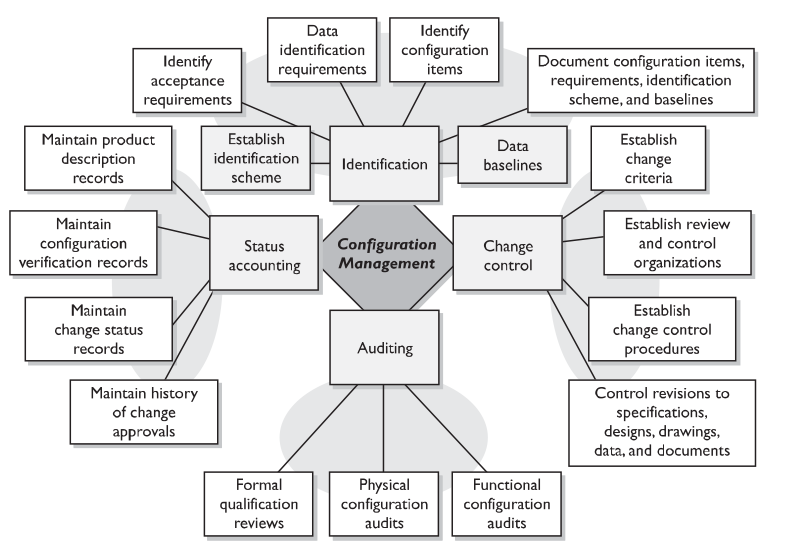 Data
identification
requirements
Identify
configuration
items
Identify
acceptance
requirements
Document configuration items,
requirements, identification
scheme, and baselines
Establish
identification
scheme
Identification
Data
baselines
Maintain product
description
records
Establish
change
criteria
Maintain
configuration
verification records
Status
accounting
Configuration
Management
Change
control
Establish review
and control
organizations
Maintain
change status
records
Auditing
Establish
change control
procedures
Maintain history
of change
approvals
Control revisions to
specifications,
designs, drawings,
data, and documents
Formal
qualification
reviews
Physical
configuration
audits
Functional
configuration
audits